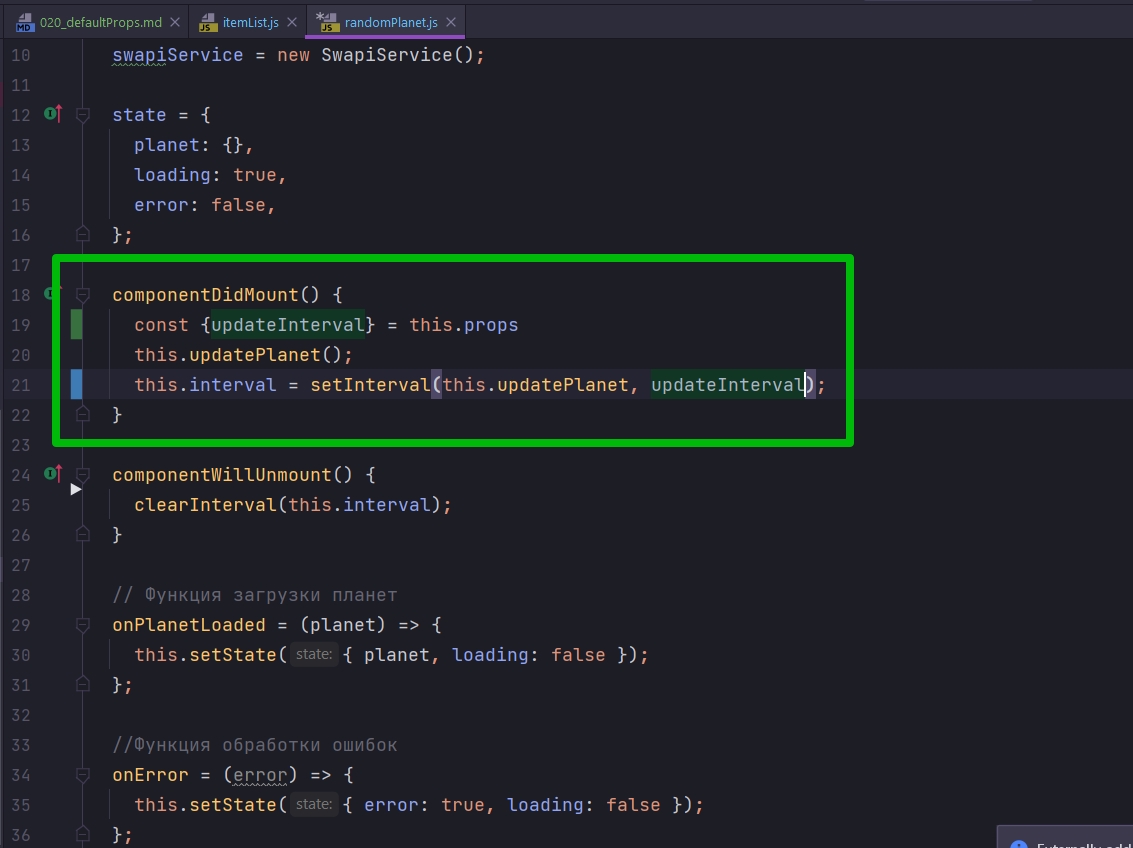 020_defaultProps.md
itemList.js
randomPlanet.js
10 swapiService = new SwapiService();
11
12 state = {
13 planet: {},
14 loading: true,
15 error: false,
16 };
17
18 componentDidMount() {
19 const {updateInterval} = this.props
20 this.updatePlanet();
21 this.interval = setInterval(this.updatePlanet, updateInterval);
22 }
23
24 componentWillUnmount() {
25 clearInterval(this.interval);
26 }
27
28 // Функция загрузки планет
29 onPlanetLoaded = (planet) => {
30 this.setState( state: { planet, loading: false });
31 };
32
33 //Функция обработки ошибок
34 onError = (error) => {
35 this.setState( state: { error: true, loading: false });
36 };